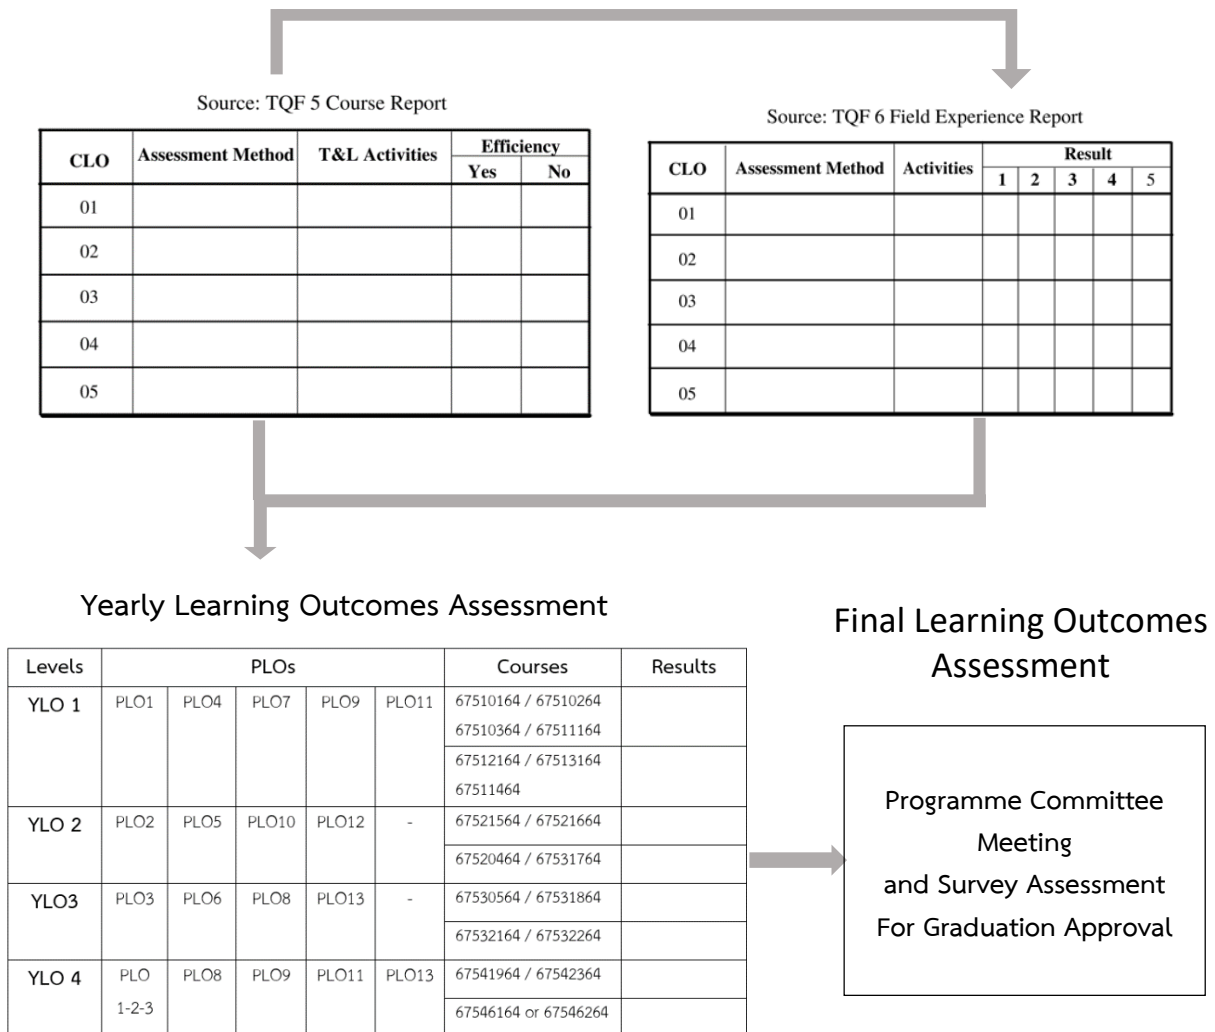 Source: TQF 5 Course Report
CLO Assessment Method T&L Activities Efficiency
Yes No
01
02
03
04
05
Source: TQF 6 Field Experience Report
CLO Assessment Method Activities Result
1 2 3 4 5
01
02
03
04
05
Yearly Learning Outcomes Assessment
Levels PLOs Courses Results
YLO 1 PLO1 PLO4 PLO7 PLO9 PLO11 67510164 / 67510264
67510364 / 67511164
67512164 / 67513164
67511464
YLO 2 PLO2 PLO5 PLO10 PLO12 - 67521564 / 67521664
67520464 / 67531764
YLO3 PLO3 PLO6 PLO8 PLO13 - 67530564 / 67531864
67532164 / 67532264
YLO 4 PLO PLO8 PLO9 PLO11 PLO13 67541964 / 67542364
1-2-3 67546164 or 67546264
Final Learning Outcomes
Assessment
Programme Committee
Meeting
and Survey Assessment
For Graduation Approval